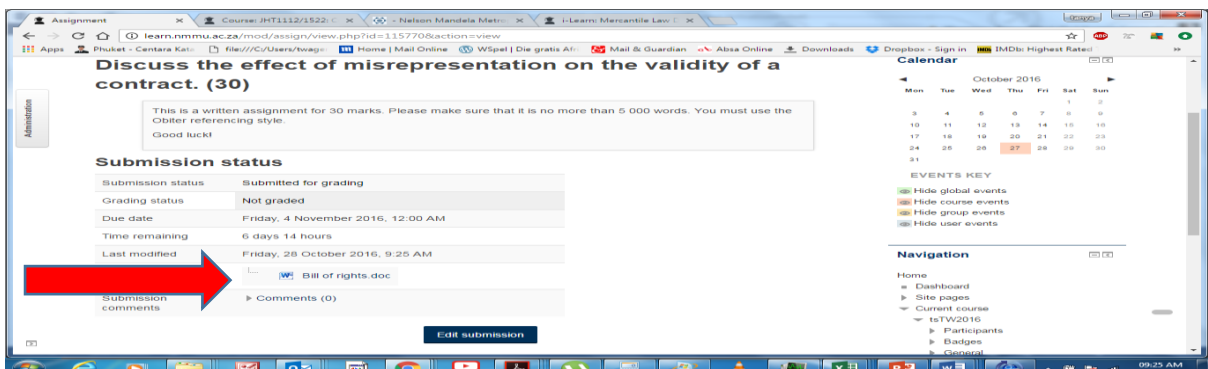 Assignment
Course: JHT1112/1522: C
- Nelson Mandela Metro
i-Learn: Mercantile Law
learn.nmmu.ac.za/mod/assign/view.php?id=115770&action=view
Apps Phuket - Centara Kata file:///C:/Users/twage Home | Mail Online WSpel | Die gratis Afr Mail & Guardian Absa Online Downloads Dropbox - Sign in IMDb: Highest Rated
Administration
Discuss the effect of misrepresentation on the validity of a
contract. (30)
This is a written assignment for 30 marks. Please make sure that it is no more than 5 000 words. You must use the
Obiter referencing style.
Good luck!
Submission status
Submission status Submitted for grading
Grading status Not graded
Due date Friday, 4 November 2016, 12:00 AM
Time remaining 6 days 14 hours
Last modified Friday, 28 October 2016, 9:25 AM
Bill of rights.doc
Submission
comments
Comments (0)
Edit submission
Calendar
October 2016
Mon Tue Wed Thu Fri Sat Sun
1 2
3 4 5 6 7 8 9
10 11 12 13 14 15 16
17 18 19 20 21 22 23
24 25 26 27 28 29 30
31
EVENTS KEY
Hide global events
Hide course events
Hide group events
Hide user events
Navigation
Home
Dashboard
Site pages
Current course
tsTW2016
Participants
Badges
General
09:25 AM